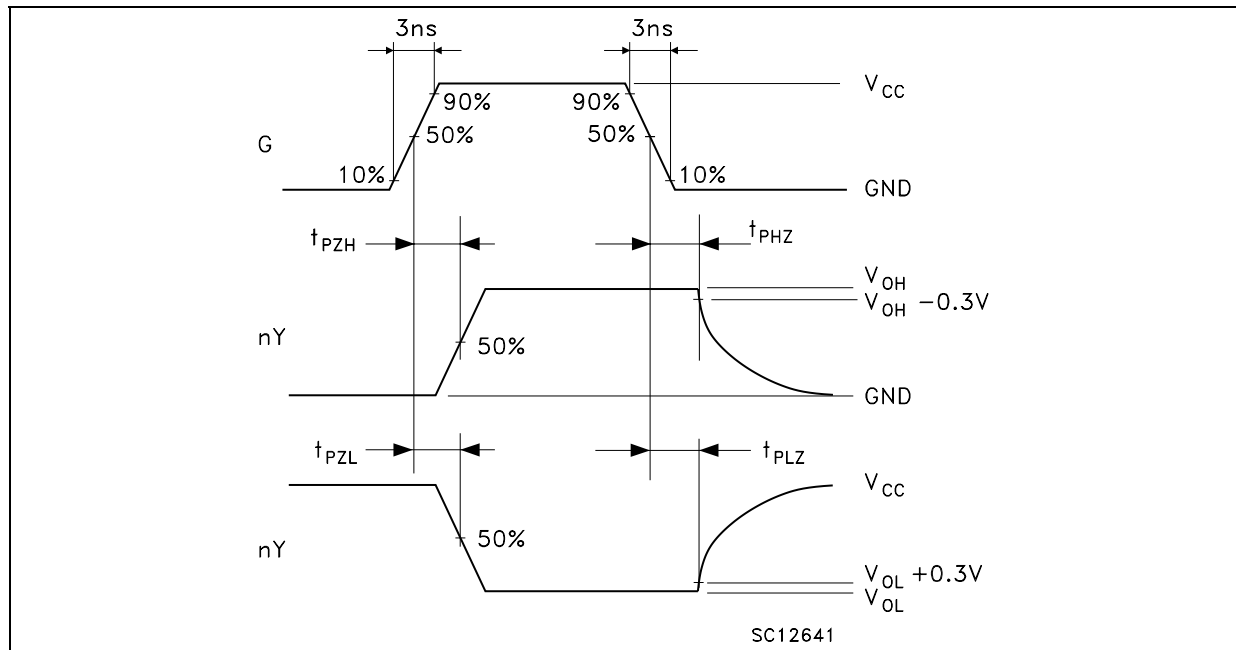 3ns 3ns
V_CC
90% 90%
50% 50%
G
10% 10%
GND
t_PZH t_PHZ
V_OH
V_OH -0.3V
nY
50%
GND
t_PZL t_PLZ
V_CC
50%
nY
V_OL +0.3V
V_OL
SC12641